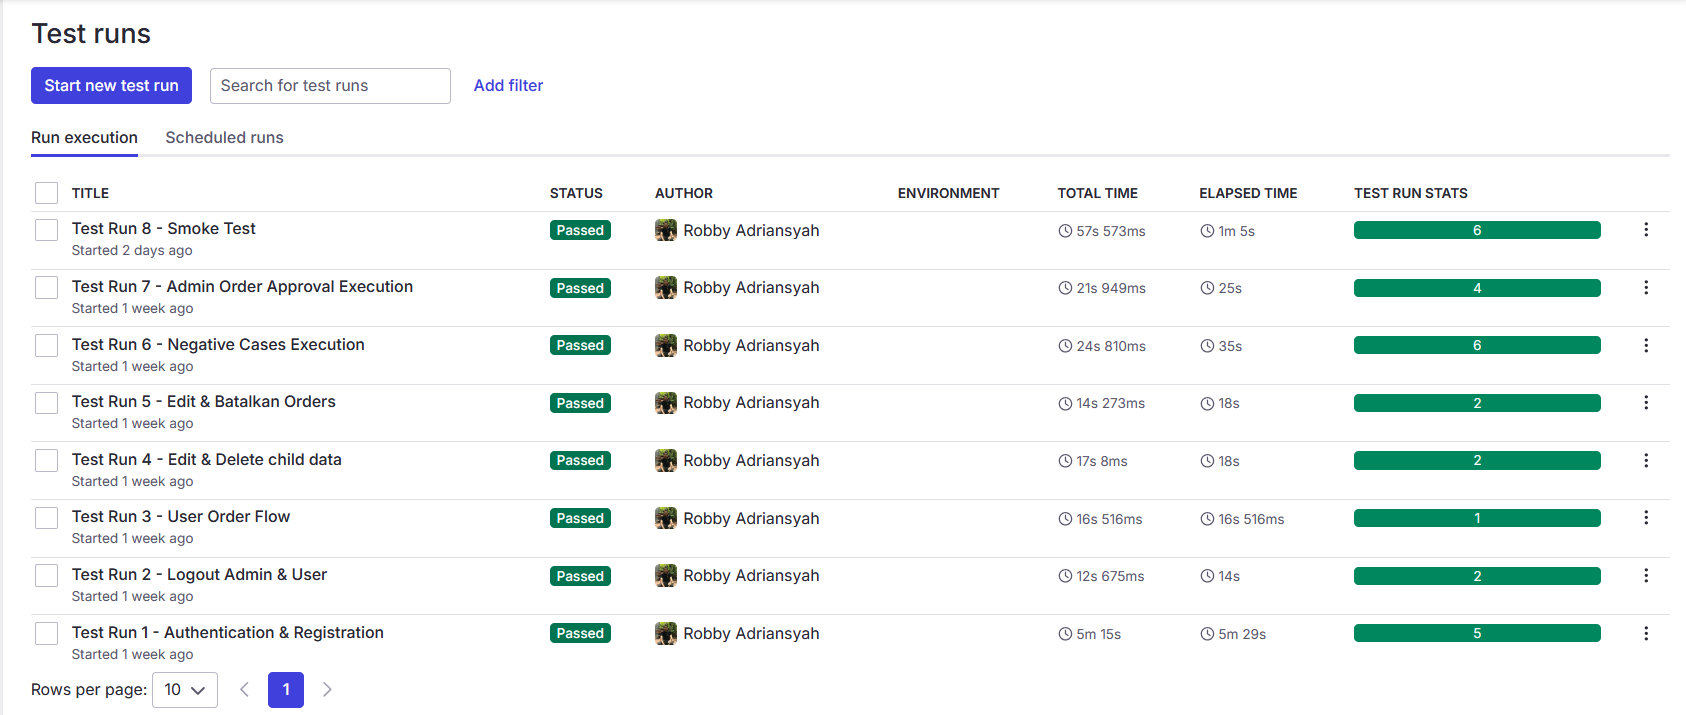 Test runs
Start new test run
Search for test runs
Add filter
Run execution
Scheduled runs
TITLE STATUS AUTHOR ENVIRONMENT TOTAL TIME ELAPSED TIME TEST RUN STATS
Test Run 8 - Smoke Test Passed Robby Adriansyah 57s 573ms 1m 5s 6
Started 2 days ago
Test Run 7 - Admin Order Approval Execution Passed Robby Adriansyah 21s 949ms 25s 4
Started 1 week ago
Test Run 6 - Negative Cases Execution Passed Robby Adriansyah 24s 810ms 35s 6
Started 1 week ago
Test Run 5 - Edit & Batalkan Orders Passed Robby Adriansyah 14s 273ms 18s 2
Started 1 week ago
Test Run 4 - Edit & Delete child data Passed Robby Adriansyah 17s 8ms 18s 2
Started 1 week ago
Test Run 3 - User Order Flow Passed Robby Adriansyah 16s 516ms 16s 516ms 1
Started 1 week ago
Test Run 2 - Logout Admin & User Passed Robby Adriansyah 12s 675ms 14s 2
Started 1 week ago
Test Run 1 - Authentication & Registration Passed Robby Adriansyah 5m 15s 5m 29s 5
Started 1 week ago
Rows per page: 10 1